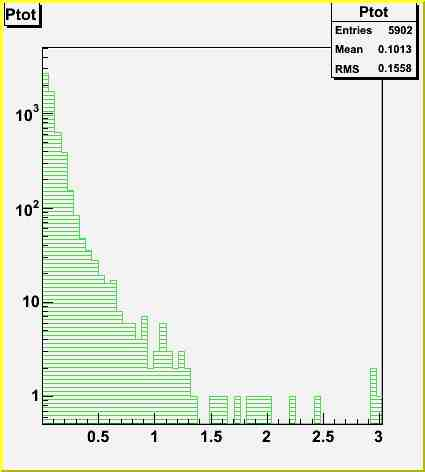 Ptot
Ptot
Entries 5902
Mean 0.1013
RMS 0.1558
10³
10²
10
1
0.5 1 1.5 2 2.5 3